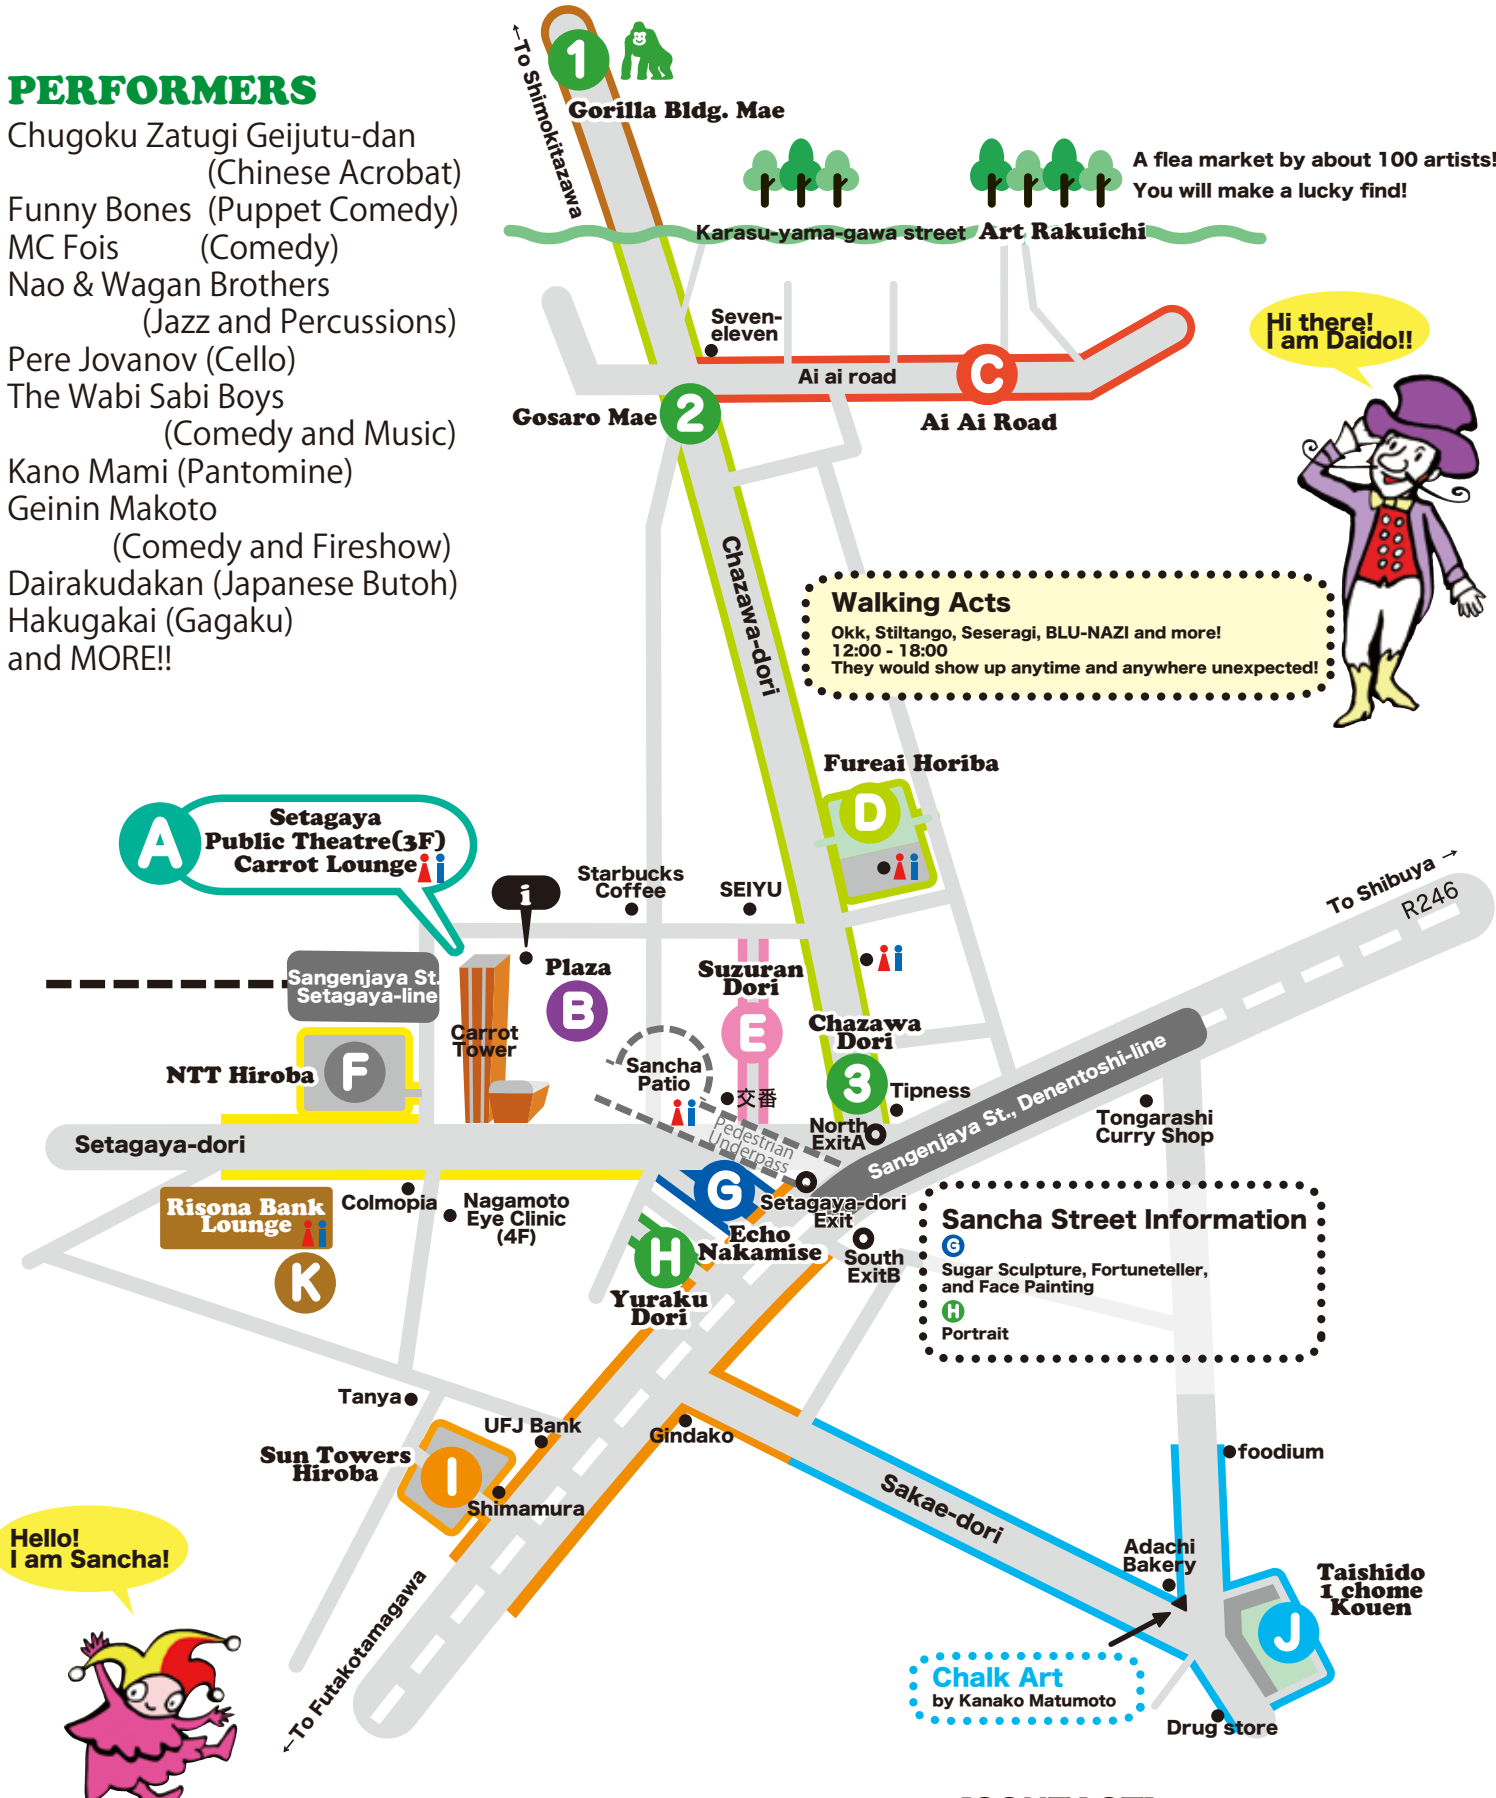 PERFORMERS
Chugoku Zatugi Geijutu-dan
(Chinese Acrobat)
Funny Bones (Puppet Comedy)
MC Fois (Comedy)
Nao & Wagan Brothers
(Jazz and Percussions)
Pere Jovanov (Cello)
The Wabi Sabi Boys
(Comedy and Music)
Kano Mami (Pantomine)
Geinin Makoto
(Comedy and Fireshow)
Dairakudakan (Japanese Butoh)
Hakugakai (Gagaku)
and MORE!!
←To Shimokitazawa
1
Gorilla Bldg. Mae
A flea market by about 100 artists!
You will make a lucky find!
Karasu-yama-gawa street
Art Rakuichi
Seven-
eleven
Ai ai road
C
Ai Ai Road
Gosaro Mae
2
Hi there!
I am Daido!!
Chazawa-dori
Walking Acts
Okk, Stiltango, Seseragi, BLU-NAZI and more!
12:00 - 18:00
They would show up anytime and anywhere unexpected!
Fureai Horiba
D
A
Setagaya
Public Theatre(3F)
Carrot Lounge
i
Starbucks
Coffee
SEIYU
To Shibuya →
R246
Sangenjaya St.
Setagaya-line
Plaza
B
Suzuran
Dori
E
Carrot
Tower
Chazawa
Dori
3
NTT Hiroba
F
Sancha
Patio
交番
Tipness
North
ExitA
Sangenjaya St., Denentoshi-line
Tongarashi
Curry Shop
Pedestrian
Underpass
Setagaya-dori
Risona Bank
Lounge
K
Colmopia
Nagamoto
Eye Clinic
(4F)
G
Setagaya-dori
Exit
Echo
Nakamise
South
ExitB
H
Yuraku
Dori
Sancha Street Information
G
Sugar Sculpture, Fortuneteller,
and Face Painting
H
Portrait
Tanya
UFJ Bank
Gindako
Sun Towers
Hiroba
I
Shimamura
foodium
Sakae-dori
Adachi
Bakery
Taishido
1 chome
Kouen
J
Hello!
I am Sancha!
←To Futakotamagawa
Chalk Art
by Kanako Matumoto
Drug store